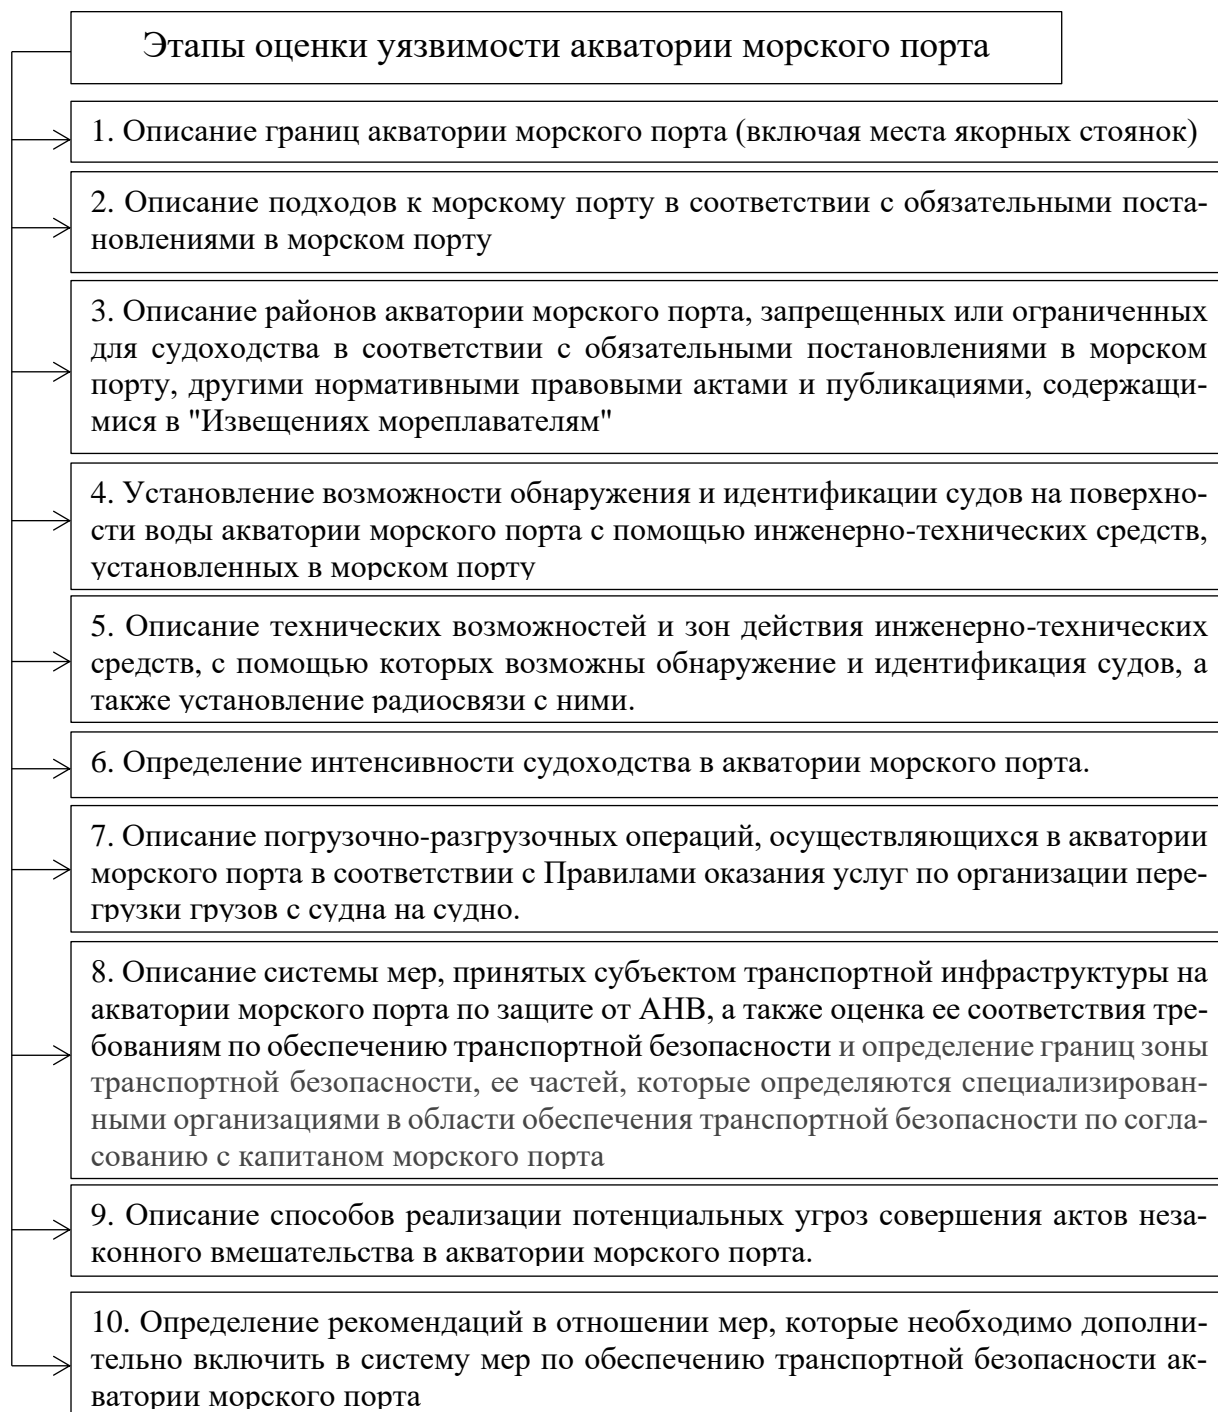 Этапы оценки уязвимости акватории морского порта
1. Описание границ акватории морского порта (включая места якорных стоянок)
2. Описание подходов к морскому порту в соответствии с обязательными поста-
новлениями в морском порту
3. Описание районов акватории морского порта, запрещенных или ограниченных
для судоходства в соответствии с обязательными постановлениями в морском
порту, другими нормативными правовыми актами и публикациями, содержащи-
мися в "Извещениях мореплавателям"
4. Установление возможности обнаружения и идентификации судов на поверхно-
сти воды акватории морского порта с помощью инженерно-технических средств,
установленных в морском порту
5. Описание технических возможностей и зон действия инженерно-технических
средств, с помощью которых возможны обнаружение и идентификация судов, а
также установление радиосвязи с ними.
6. Определение интенсивности судоходства в акватории морского порта.
7. Описание погрузочно-разгрузочных операций, осуществляющихся в акватории
морского порта в соответствии с Правилами оказания услуг по организации пере-
грузки грузов с судна на судно.
8. Описание системы мер, принятых субъектом транспортной инфраструктуры на
акватории морского порта по защите от АНВ, а также оценка ее соответствия тре-
бованиям по обеспечению транспортной безопасности и определение границ зоны
транспортной безопасности, ее частей, которые определяются специализирован-
ными организациями в области обеспечения транспортной безопасности по согла-
сованию с капитаном морского порта
9. Описание способов реализации потенциальных угроз совершения актов неза-
конного вмешательства в акватории морского порта.
10. Определение рекомендаций в отношении мер, которые необходимо дополни-
тельно включить в систему мер по обеспечению транспортной безопасности ак-
ватории морского порта